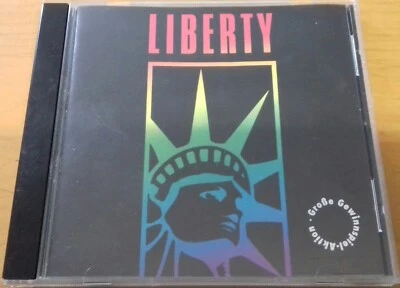 LIBERTY
Große Gewinnspiel-Aktion ·